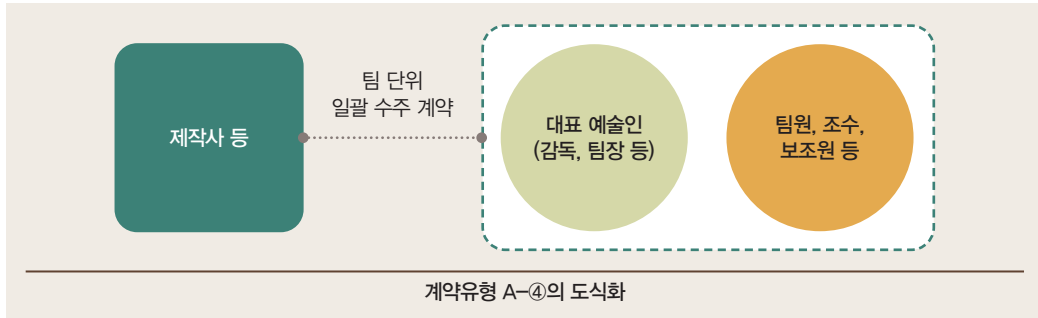 제작사 등
팀 단위
일괄 수주 계약
대표 예술인
(감독, 팀장 등)
팀원, 조수,
보조원 등
계약유형 A-④의 도식화